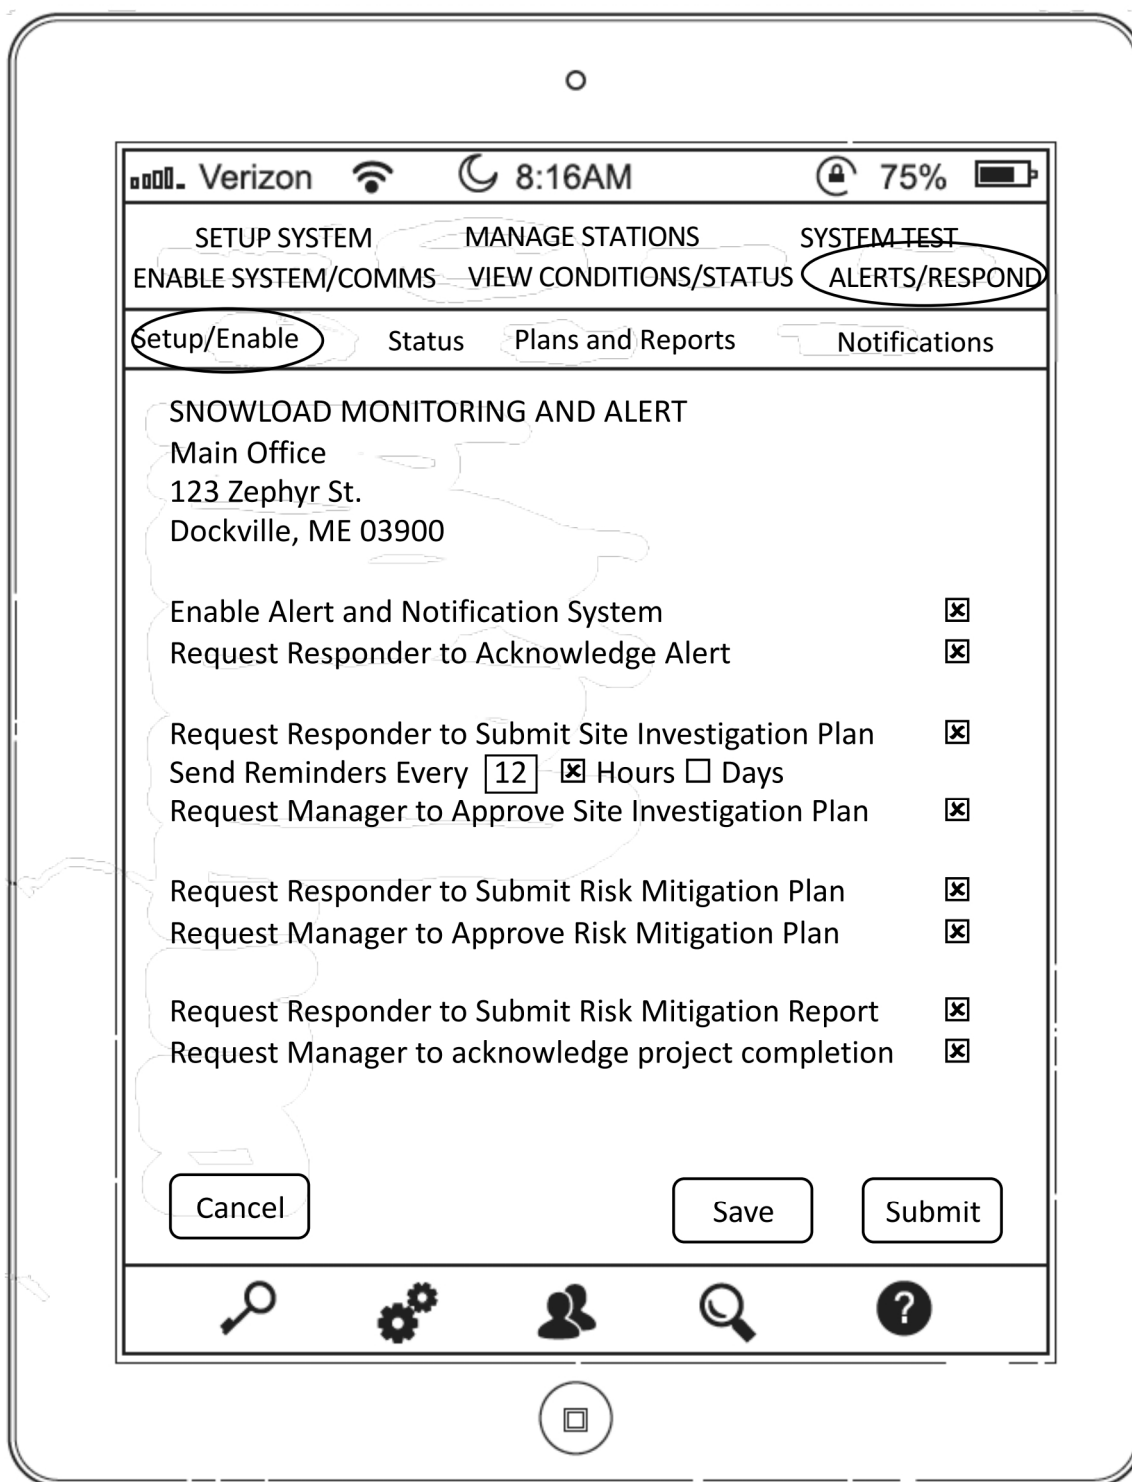 Verizon 8:16AM 75%
SETUP SYSTEM MANAGE STATIONS SYSTEM TEST
ENABLE SYSTEM/COMMS VIEW CONDITIONS/STATUS ALERTS/RESPOND
Setup/Enable Status Plans and Reports Notifications
SNOWLOAD MONITORING AND ALERT
Main Office
123 Zephyr St.
Dockville, ME 03900
Enable Alert and Notification System
Request Responder to Acknowledge Alert
Request Responder to Submit Site Investigation Plan
Send Reminders Every 12 Hours Days
Request Manager to Approve Site Investigation Plan
Request Responder to Submit Risk Mitigation Plan
Request Manager to Approve Risk Mitigation Plan
Request Responder to Submit Risk Mitigation Report
Request Manager to acknowledge project completion
Cancel Save Submit
?